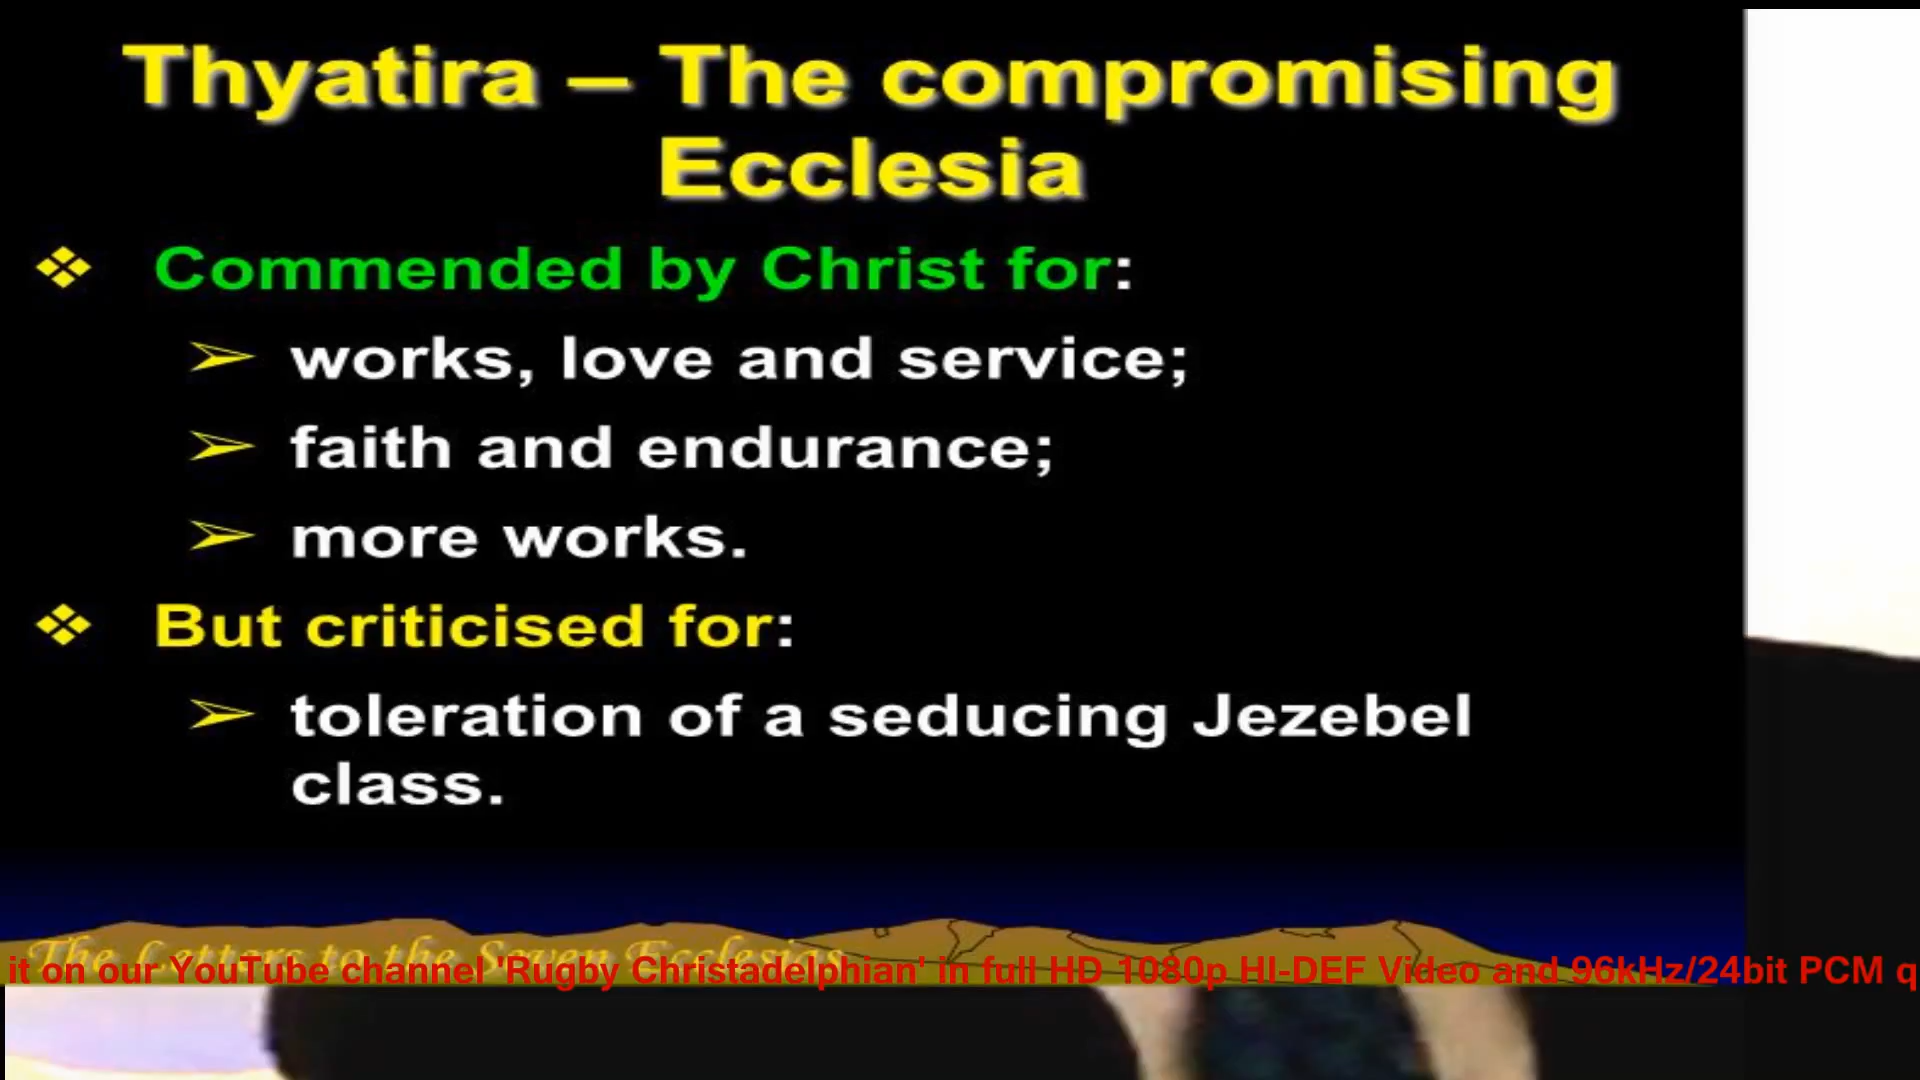 Thyatira – The compromising
Ecclesia
❖ Commended by Christ for:
➢ works, love and service;
➢ faith and endurance;
➢ more works.
❖ But criticised for:
➢ toleration of a seducing Jezebel
class.
The Letters to the Seven Ecclesias
it on our YouTube channel 'Rugby Christadelphian' in full HD 1080p HI-DEF Video and 96kHz/24bit PCM q